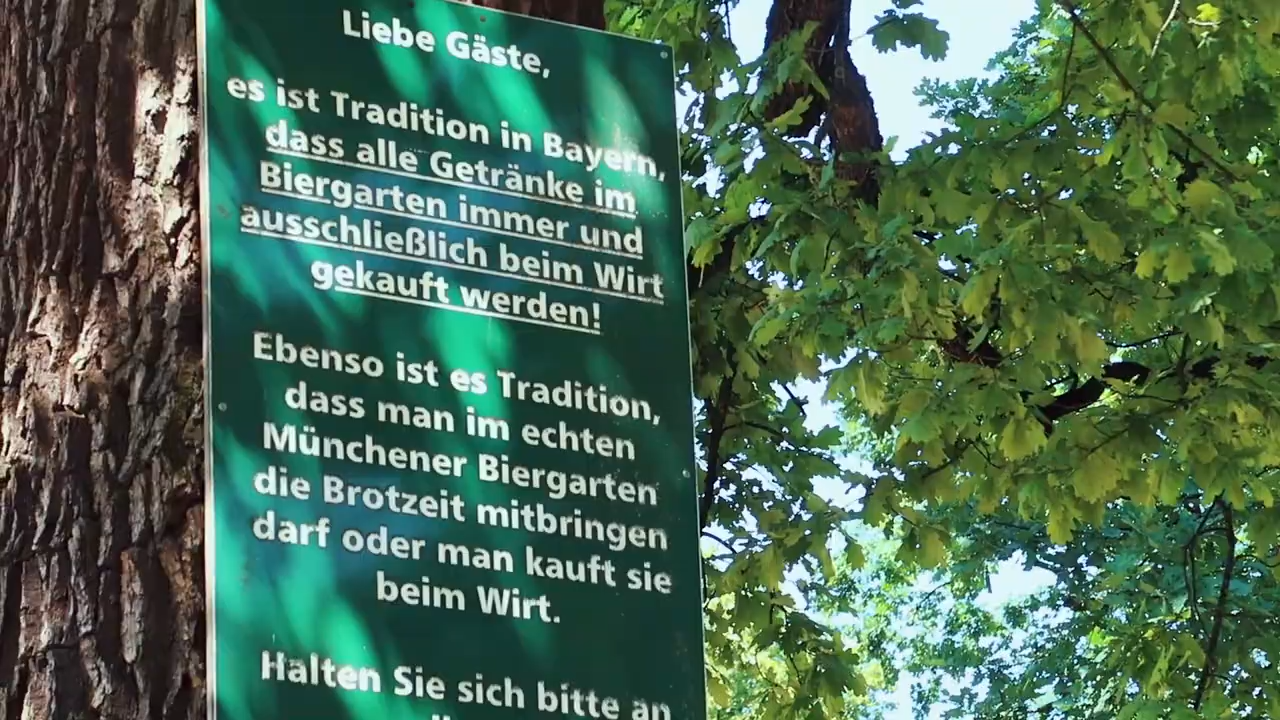 Liebe Gäste,
es ist Tradition in Bayern,
dass alle Getränke im
Biergarten immer und
ausschließlich beim Wirt
gekauft werden!
Ebenso ist es Tradition,
dass man im echten
Münchener Biergarten
die Brotzeit mitbringen
darf oder man kauft sie
beim Wirt.
Halten Sie sich bitte an